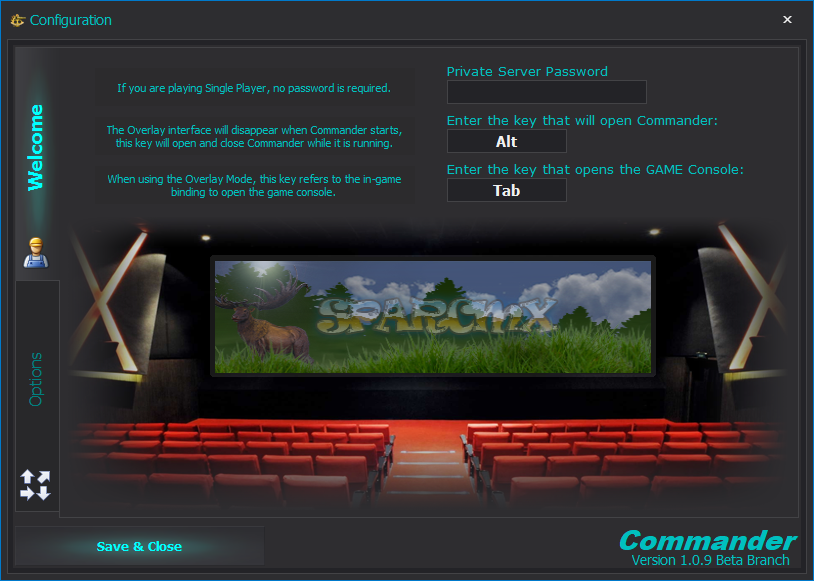 Configuration
Welcome
Options
If you are playing Single Player, no password is required.
The Overlay interface will disappear when Commander starts,
this key will open and close Commander while it is running.
When using the Overlay Mode, this key refers to the in-game
binding to open the game console.
Private Server Password
Enter the key that will open Commander:
Alt
Enter the key that opens the GAME Console:
Tab
SPARCMX
Save & Close
Commander
Version 1.0.9 Beta Branch